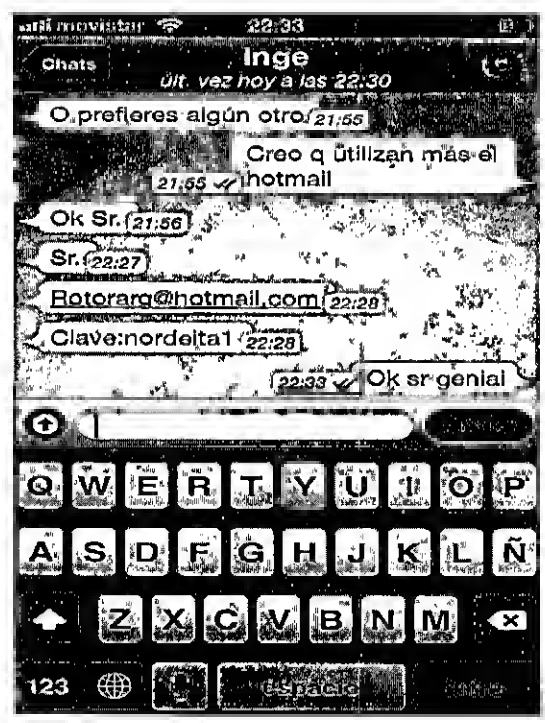 movistar 22:33
Chats Inge
últ. vez hoy a las 22:30
O prefieres algún otro 21:55
Creo q utilizan más el
21:55 hotmail
Ok Sr. 21:56
Sr. 22:27
Rotorarg@hotmail.com 22:28
Clave:nordelta1 22:28
22:33 Ok sr genial
Q W E R T Y U I O P
A S D F G H J K L Ñ
Z X C V B N M
123 espacio